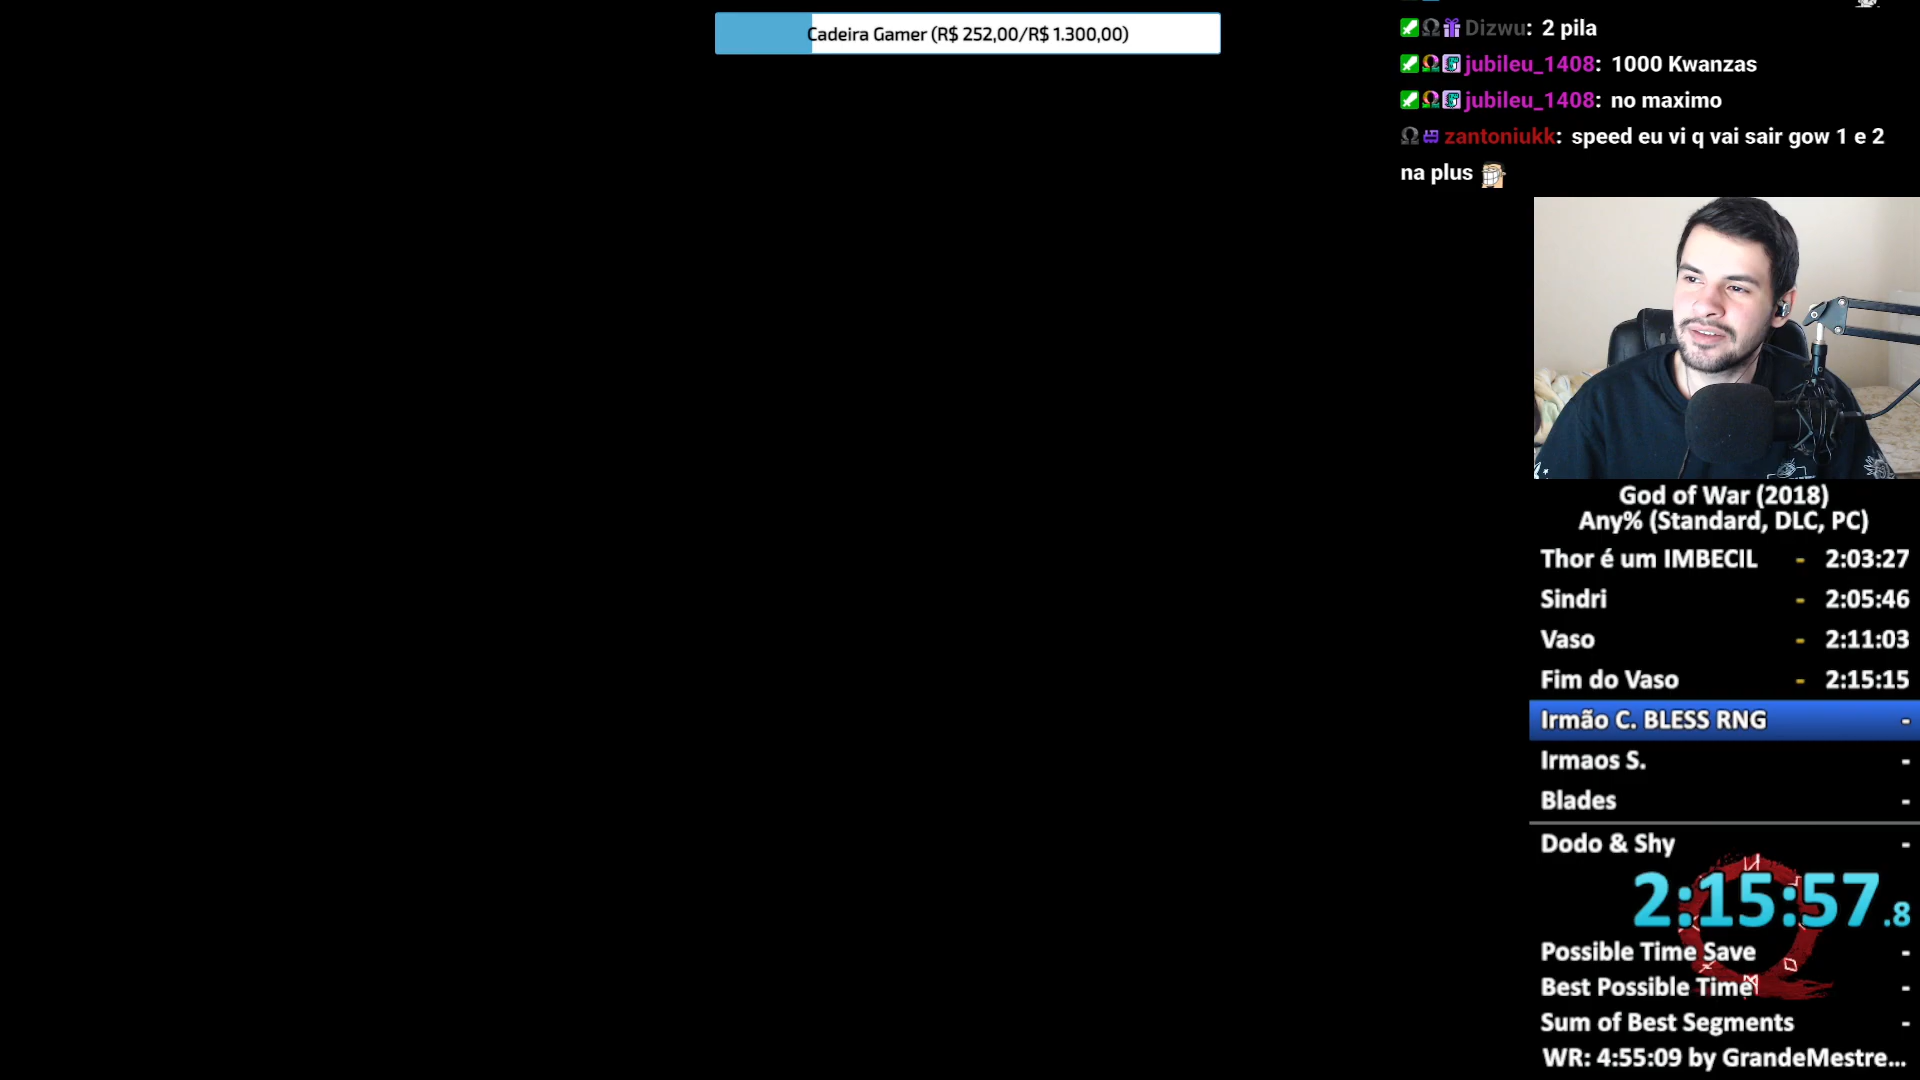 Cadeira Gamer (R$ 252,00/R$ 1.300,00)
Dizwu: 2 pila
jubileu_1408: 1000 Kwanzas
jubileu_1408: no maximo
zantoniukk: speed eu vi q vai sair gow 1 e 2
na plus
God of War (2018)
Any% (Standard, DLC, PC)
Thor é um IMBECIL - 2:03:27
Sindri - 2:05:46
Vaso - 2:11:03
Fim do Vaso - 2:15:15
Irmão C. BLESS RNG -
Irmaos S. -
Blades -
Dodo & Shy -
2:15:57.8
Possible Time Save -
Best Possible Time -
Sum of Best Segments -
WR: 4:55:09 by GrandeMestre...